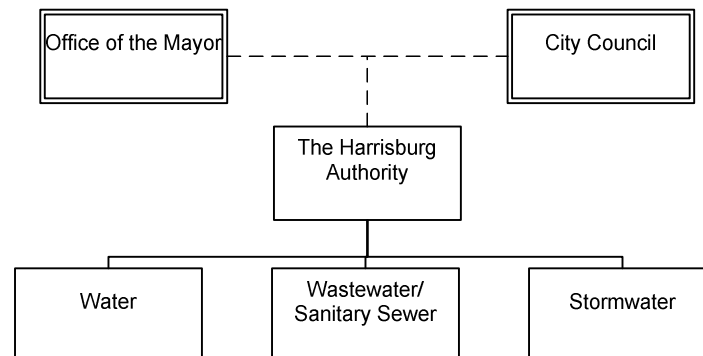 Office of the Mayor
City Council
The Harrisburg
Authority
Water
Wastewater/
Sanitary Sewer
Stormwater